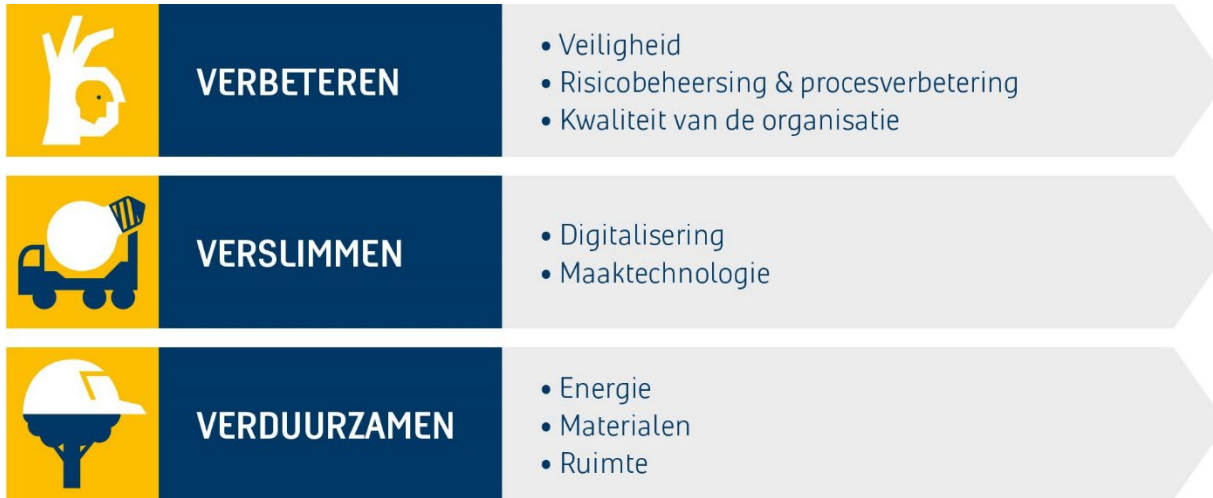 VERBETEREN
• Veiligheid
• Risicobeheersing & procesverbetering
• Kwaliteit van de organisatie
VERSLIMMEN
• Digitalisering
• Maaktechnologie
VERDUURZAMEN
• Energie
• Materialen
• Ruimte